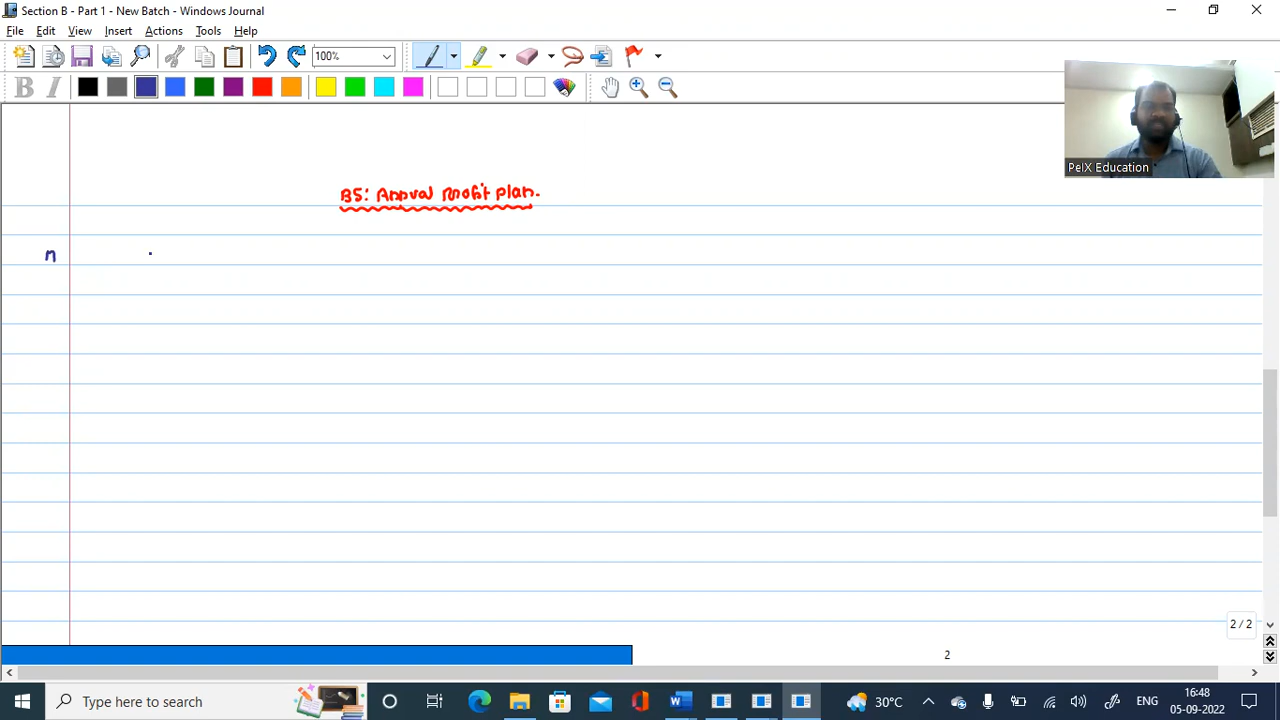 Section B - Part 1 - New Batch - Windows Journal
File Edit View Insert Actions Tools Help
100%
B I
PelX Education
B5: Annual Profit plan.
n
2 / 2
2
Type here to search
30°C
ENG
16:48
05-09-2022